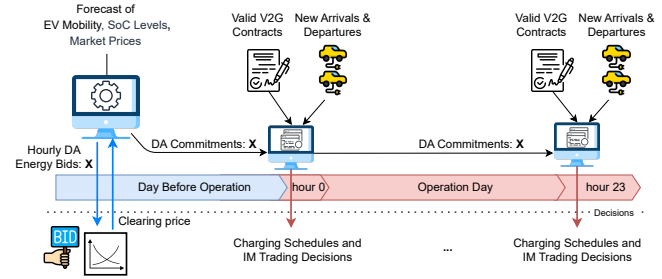 Forecast of
EV Mobility, SoC Levels,
Market Prices
Valid V2G
Contracts
New Arrivals &
Departures
Valid V2G
Contracts
New Arrivals &
Departures
Hourly DA
Energy Bids: X
DA Commitments: X
DA Commitments: X
Day Before Operation
hour 0
Operation Day
hour 23
Decisions
Clearing price
BID
Charging Schedules and
IM Trading Decisions
...
Charging Schedules and
IM Trading Decisions